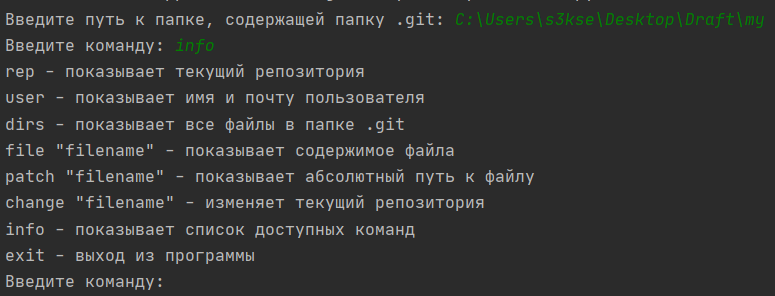 Введите путь к папке, содержащей папку .git: C:\Users\s3kse\Desktop\Draft\my
Введите команду: info
rep - показывает текущий репозитория
user - показывает имя и почту пользователя
dirs - показывает все файлы в папке .git
file "filename" - показывает содержимое файла
patch "filename" - показывает абсолютный путь к файлу
change "filename" - изменяет текущий репозитория
info - показывает список доступных команд
exit - выход из программы
Введите команду: